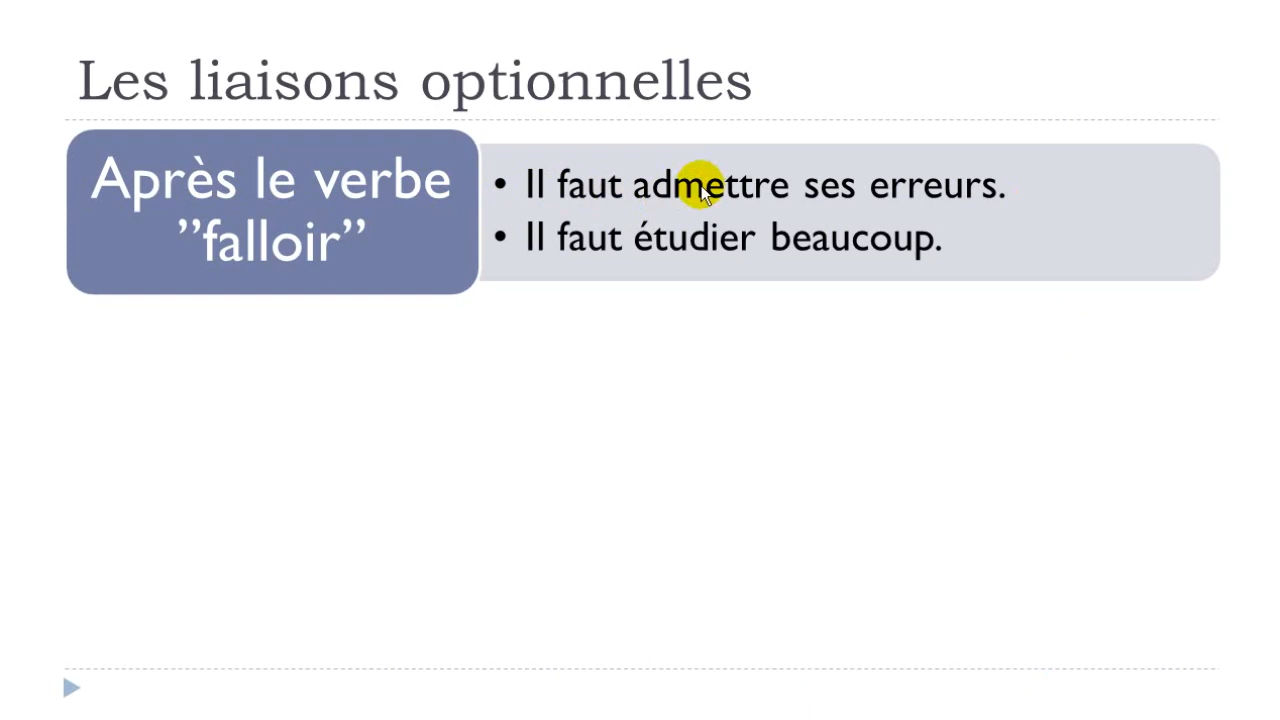 Les liaisons optionnelles
Après le verbe
”falloir”
• Il faut admettre ses erreurs.
• Il faut étudier beaucoup.